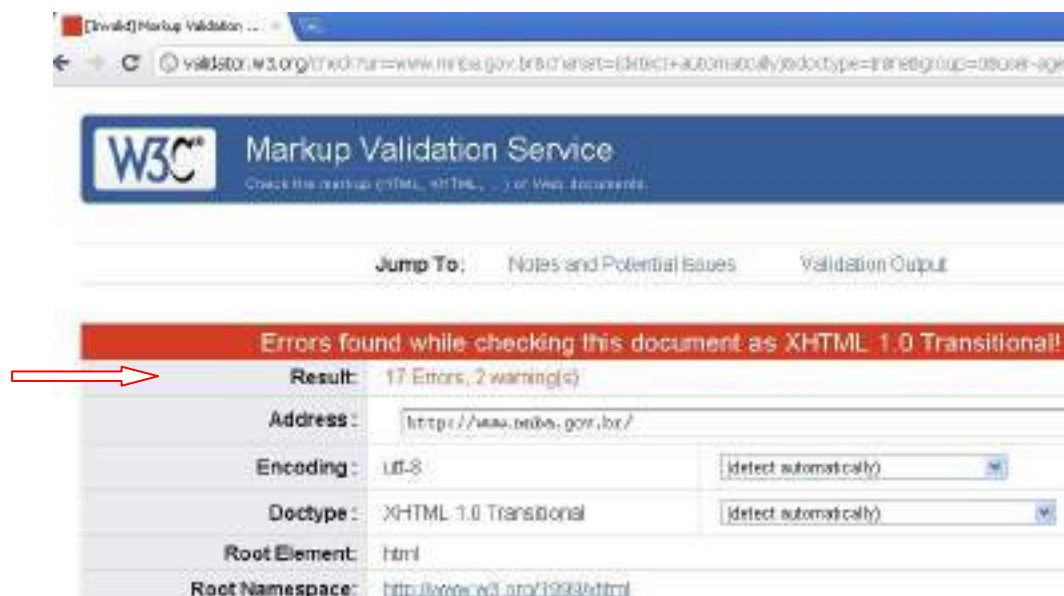 [Invalid] Markup Validation ...
validator.w3.org/check?uri=www.mnba.gov.br&charset=(detect+automatically)&doctype=Inline&group=0&user-age
W3C®
Markup Validation Service
Check the markup (HTML, XHTML, ...) of Web documents
Jump To: Notes and Potential Issues Validation Output
Errors found while checking this document as XHTML 1.0 Transitional!
Result: 17 Errors, 2 warning(s)
Address: http://www.mnba.gov.br/
Encoding: utf-8 (detect automatically)
Doctype: XHTML 1.0 Transitional (detect automatically)
Root Element: html
Root Namespace: http://www.w3.org/1999/xhtml